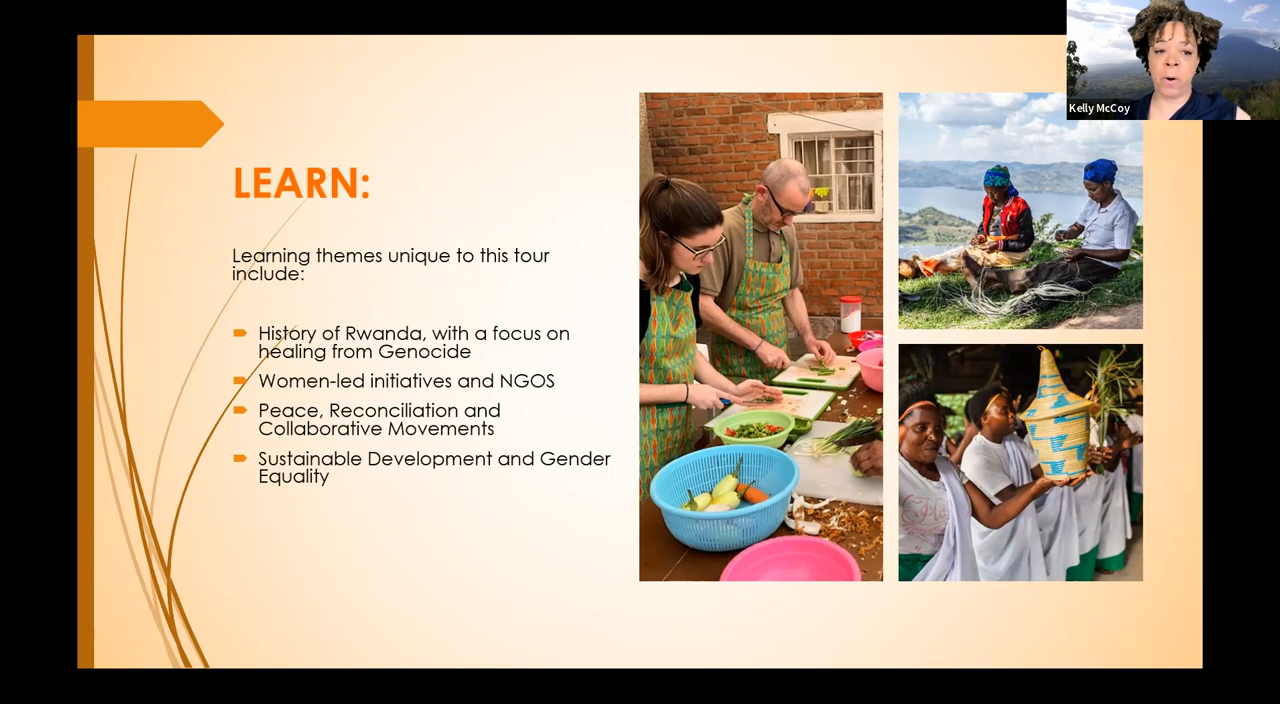 Kelly McCoy
LEARN:
Learning themes unique to this tour
include:
History of Rwanda, with a focus on
healing from Genocide
Women-led initiatives and NGOS
Peace, Reconciliation and
Collaborative Movements
Sustainable Development and Gender
Equality